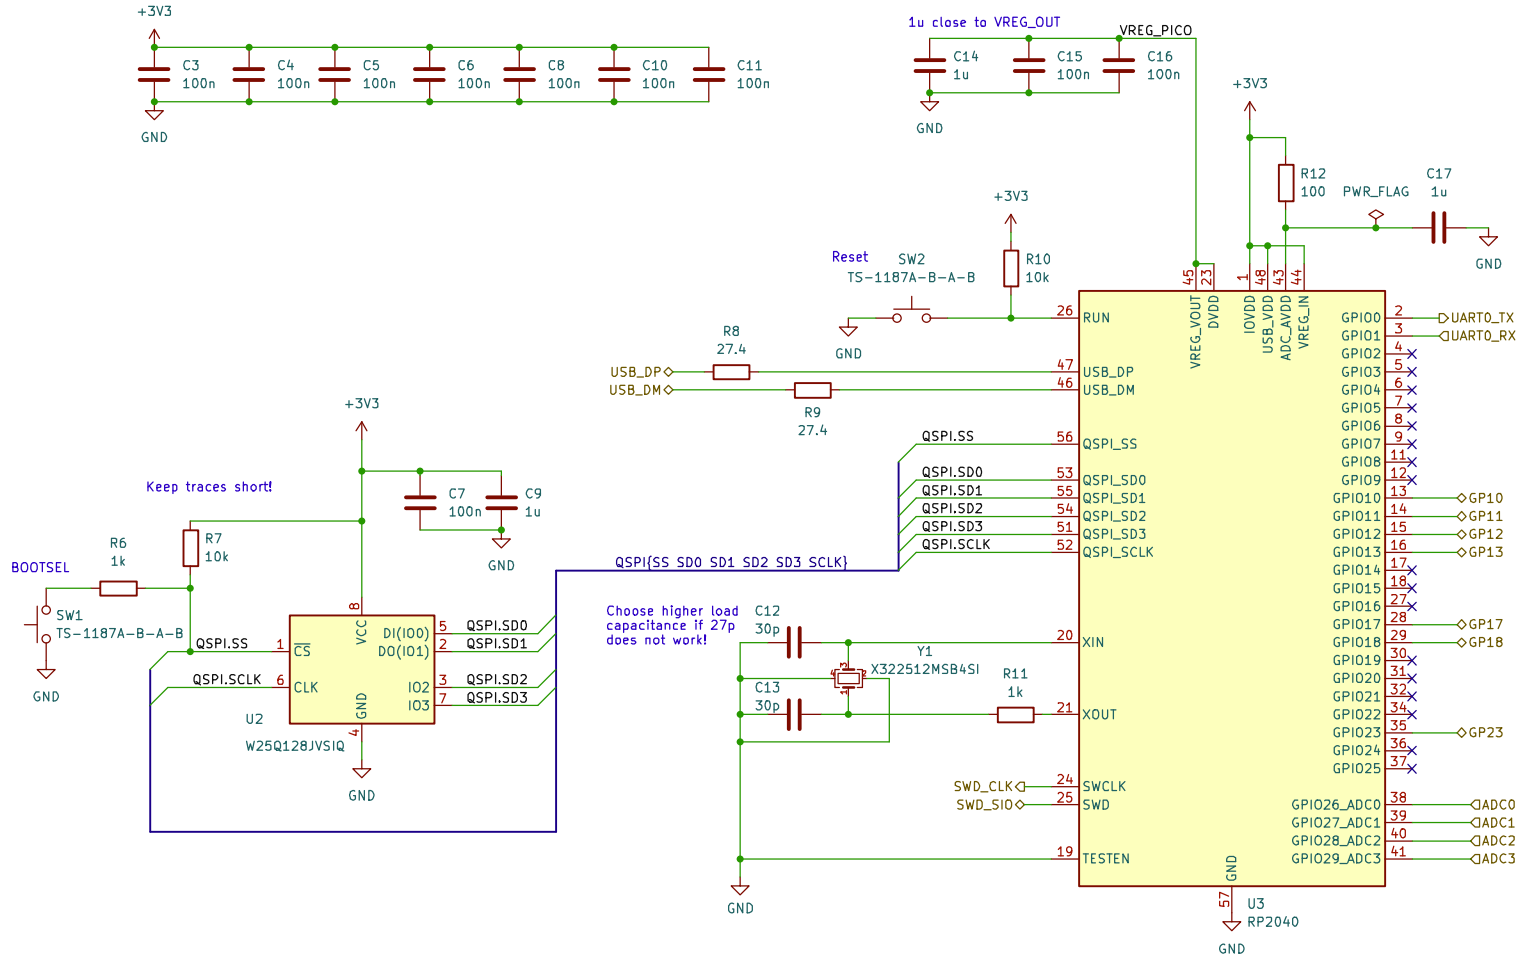 +3V3
C3
100n
C4
100n
C5
100n
C6
100n
C8
100n
C10
100n
C11
100n
GND
1u close to VREG_OUT
VREG_PICO
C14
1u
C15
100n
C16
100n
GND
+3V3
R12
100
PWR_FLAG
C17
1u
GND
+3V3
Reset
SW2
TS-1187A-B-A-B
R10
10k
GND
R8
27.4
USB_DP
USB_DM
R9
27.4
+3V3
Keep traces short!
C7
100n
C9
1u
GND
R6
1k
R7
10k
BOOTSEL
SW1
TS-1187A-B-A-B
GND
QSPI.SS
QSPI.SCLK
1
CS
6
CLK
8
VCC
GND
4
DI(IO0)
5
QSPI.SD0
DO(IO1)
2
QSPI.SD1
IO2
3
QSPI.SD2
IO3
7
QSPI.SD3
U2
W25Q128JVSIQ
GND
QSPI{SS SD0 SD1 SD2 SD3 SCLK}
QSPI.SS
QSPI.SD0
QSPI.SD1
QSPI.SD2
QSPI.SD3
QSPI.SCLK
Choose higher load
capacitance if 27p
does not work!
C12
30p
Y1
X322512MSB4SI
3
4
2
1
C13
30p
R11
1k
SWD_CLK
SWD_SIO
GND
45
VREG_VOUT
23
DVDD
1
IOVDD
48
USB_VDD
43
ADC_AVDD
44
VREG_IN
26
RUN
47
USB_DP
46
USB_DM
56
QSPI_SS
53
QSPI_SD0
55
QSPI_SD1
54
QSPI_SD2
51
QSPI_SD3
52
QSPI_SCLK
20
XIN
21
XOUT
24
SWCLK
25
SWD
19
TESTEN
GPIO0 2 UART0_TX
GPIO1 3 UART0_RX
GPIO2 4
GPIO3 5
GPIO4 6
GPIO5 7
GPIO6 8
GPIO7 9
GPIO8 11
GPIO9 12
GPIO10 13 GP10
GPIO11 14 GP11
GPIO12 15 GP12
GPIO13 16 GP13
GPIO14 17
GPIO15 18
GPIO16 27
GPIO17 28 GP17
GPIO18 29 GP18
GPIO19 30
GPIO20 31
GPIO21 32
GPIO22 34
GPIO23 35 GP23
GPIO24 36
GPIO25 37
GPIO26_ADC0 38 ADC0
GPIO27_ADC1 39 ADC1
GPIO28_ADC2 40 ADC2
GPIO29_ADC3 41 ADC3
GND
57
U3
RP2040
GND